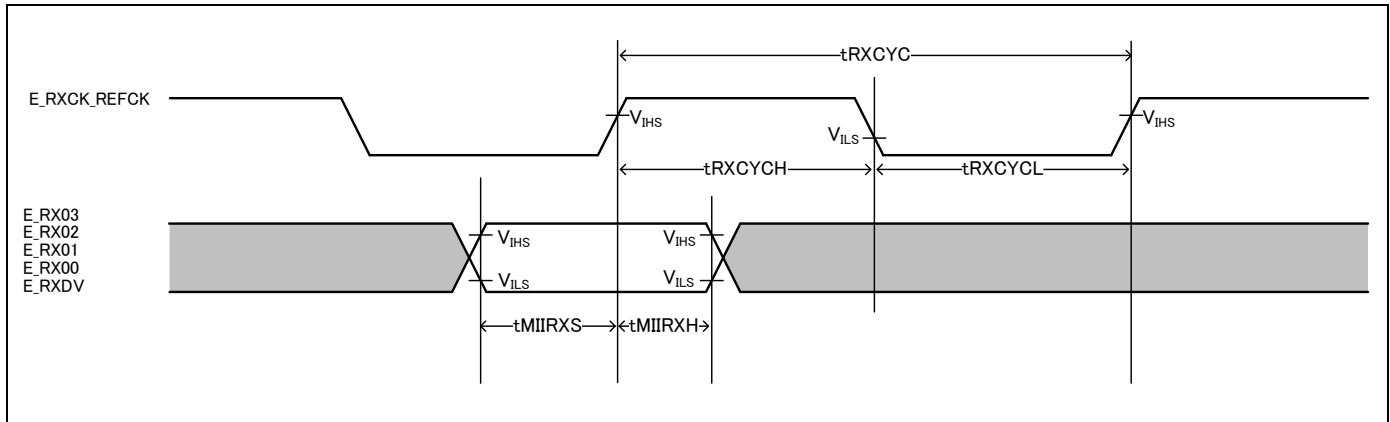 tRXCYC
E_RXCK_REFCK
VIHS
VILS
VIHS
tRXCYCH
tRXCYCL
E_RX03
E_RX02
E_RX01
E_RX00
E_RXDV
VIHS
VIHS
VILS
VILS
tMIIRXS
tMIIRXH